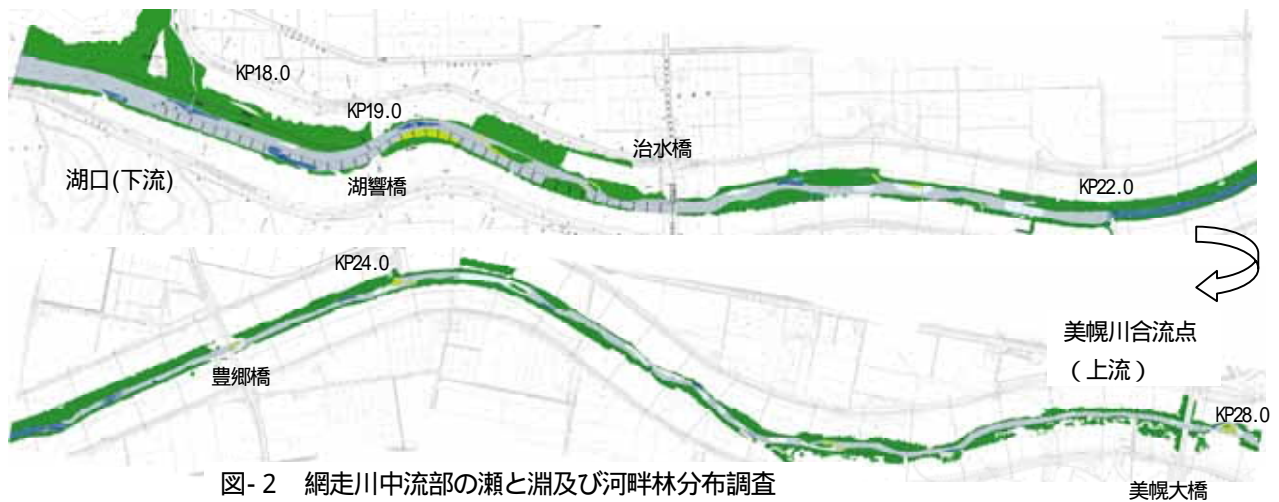 KP18.0
KP19.0
治水橋
湖口(下流)
湖響橋
KP22.0
KP24.0
豊郷橋
美幌川合流点
(上流)
KP28.0
図-2 網走川中流部の瀬と淵及び河畔林分布調査
美幌大橋